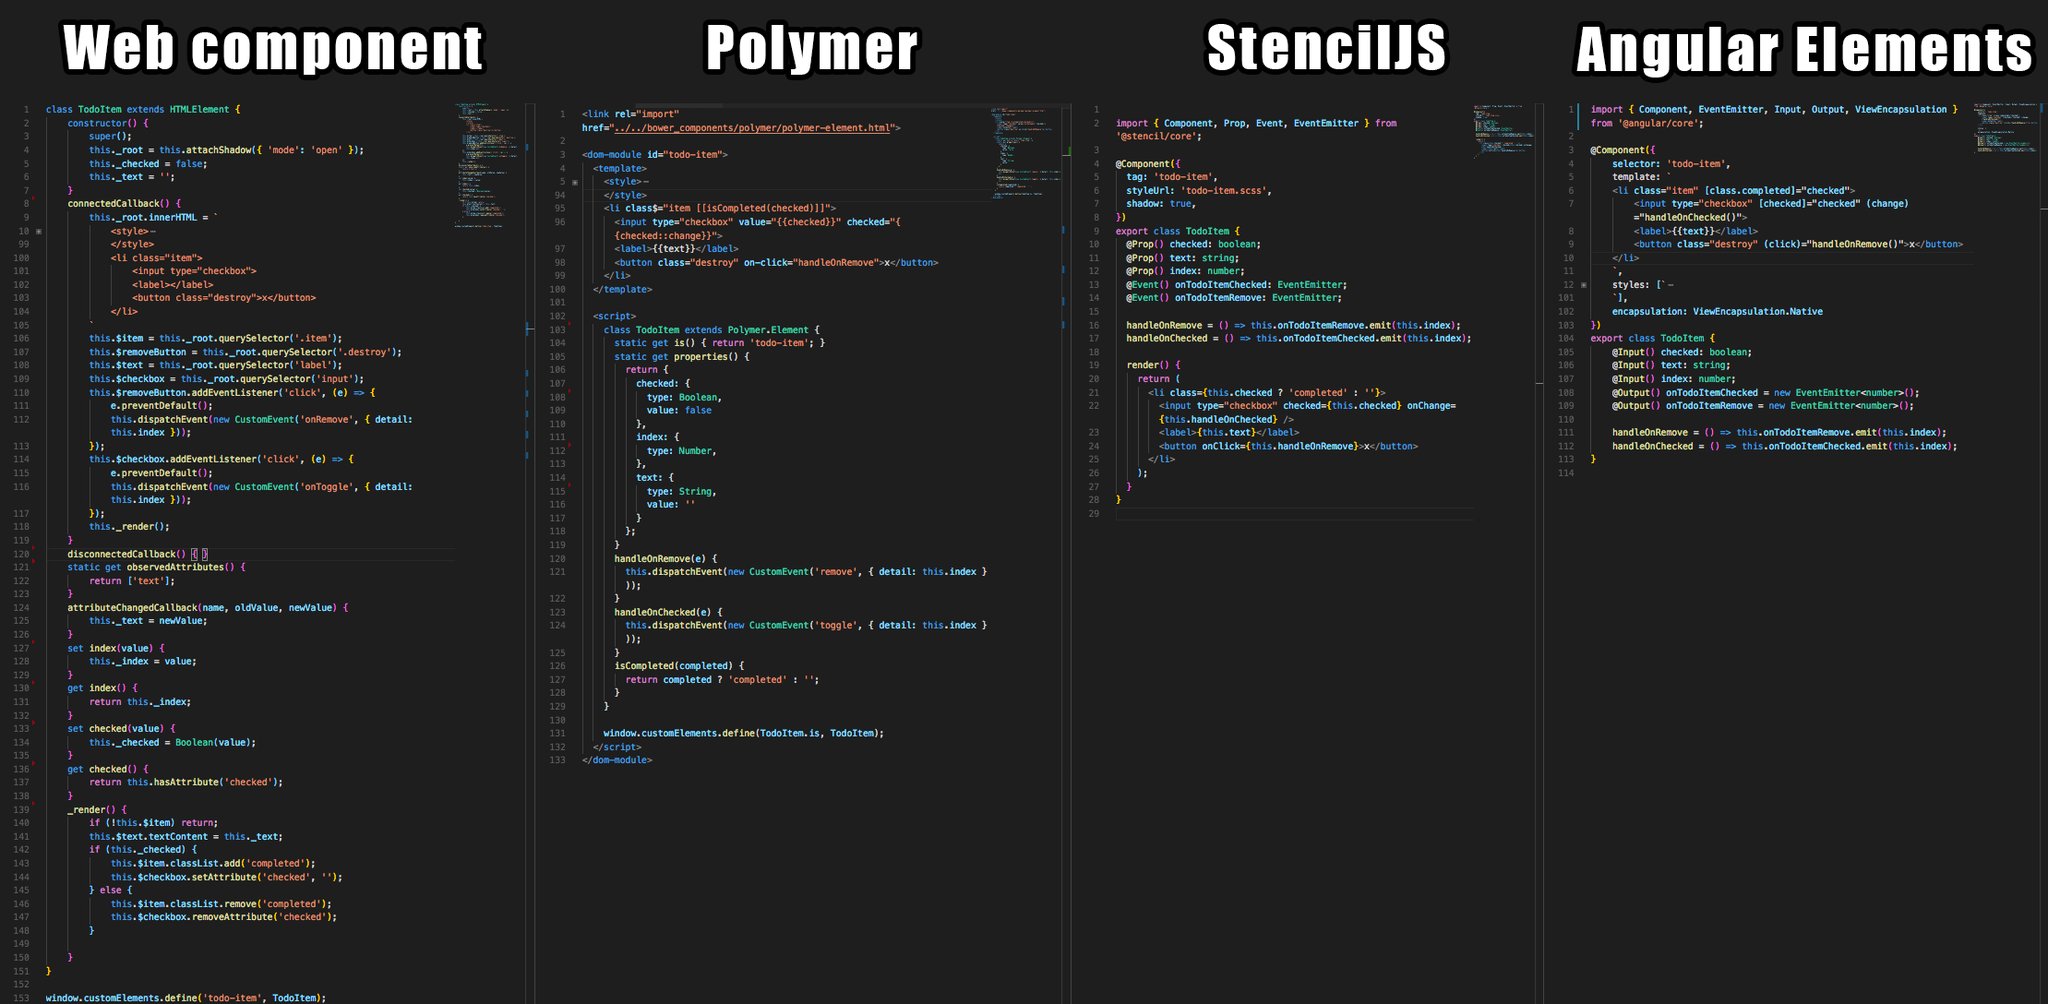 Web component
Polymer
StencilJS
Angular Elements
1 class TodoItem extends HTMLElement {
2 constructor() {
3 super();
4 this._root = this.attachShadow({ 'mode': 'open' });
5 this._checked = false;
6 this._text = '';
7 }
8 connectedCallback() {
9 this._root.innerHTML = `
10 <style>
99 </style>
100 <li class="item">
101 <input type="checkbox">
102 <label></label>
103 <button class="destroy">x</button>
104 </li>
105 `
106 this.$item = this._root.querySelector('.item');
107 this.$removeButton = this._root.querySelector('.destroy');
108 this.$text = this._root.querySelector('label');
109 this.$checkbox = this._root.querySelector('input');
110 this.$removeButton.addEventListener('click', (e) => {
111 e.preventDefault();
112 this.dispatchEvent(new CustomEvent('onRemove', { detail:
this.index }));
113 });
114 this.$checkbox.addEventListener('click', (e) => {
115 e.preventDefault();
116 this.dispatchEvent(new CustomEvent('onToggle', { detail:
this.index }));
117 });
118 this._render();
119 }
120 disconnectedCallback() { }
121 static get observedAttributes() {
122 return ['text'];
123 }
124 attributeChangedCallback(name, oldValue, newValue) {
125 this._text = newValue;
126 }
127 set index(value) {
128 this._index = value;
129 }
130 get index() {
131 return this._index;
132 }
133 set checked(value) {
134 this._checked = Boolean(value);
135 }
136 get checked() {
137 return this.hasAttribute('checked');
138 }
139 _render() {
140 if (!this.$item) return;
141 this.$text.textContent = this._text;
142 if (this._checked) {
143 this.$item.classList.add('completed');
144 this.$checkbox.setAttribute('checked', '');
145 } else {
146 this.$item.classList.remove('completed');
147 this.$checkbox.removeAttribute('checked');
148 }
149
150 }
151 }
152
153 window.customElements.define('todo-item', TodoItem);
1 <link rel="import"
href="../../bower_components/polymer/polymer-element.html">
2
3 <dom-module id="todo-item">
4 <template>
5 <style>
94 </style>
95 <li class$="item [[isCompleted(checked)]]">
96 <input type="checkbox" value="{{checked}}" checked="{
{checked::change}}">
97 <label>{{text}}</label>
98 <button class="destroy" on-click="handleOnRemove">x</button>
99 </li>
100 </template>
101
102 <script>
103 class TodoItem extends Polymer.Element {
104 static get is() { return 'todo-item'; }
105 static get properties() {
106 return {
107 checked: {
108 type: Boolean,
109 value: false
110 },
111 index: {
112 type: Number,
113 },
114 text: {
115 type: String,
116 value: ''
117 }
118 };
119 }
120 handleOnRemove(e) {
121 this.dispatchEvent(new CustomEvent('remove', { detail: this.index }
));
122 }
123 handleOnChecked(e) {
124 this.dispatchEvent(new CustomEvent('toggle', { detail: this.index }
));
125 }
126 isCompleted(completed) {
127 return completed ? 'completed' : '';
128 }
129 }
130
131 window.customElements.define(TodoItem.is, TodoItem);
132 </script>
133 </dom-module>
1
2 import { Component, Prop, Event, EventEmitter } from
'@stencil/core';
3
4 @Component({
5 tag: 'todo-item',
6 styleUrl: 'todo-item.scss',
7 shadow: true,
8 })
9 export class TodoItem {
10 @Prop() checked: boolean;
11 @Prop() text: string;
12 @Prop() index: number;
13 @Event() onTodoItemChecked: EventEmitter;
14 @Event() onTodoItemRemove: EventEmitter;
15
16 handleOnRemove = () => this.onTodoItemRemove.emit(this.index);
17 handleOnChecked = () => this.onTodoItemChecked.emit(this.index);
18
19 render() {
20 return (
21 <li class={this.checked ? 'completed' : ''}>
22 <input type="checkbox" checked={this.checked} onChange=
{this.handleOnChecked} />
23 <label>{this.text}</label>
24 <button onClick={this.handleOnRemove}>x</button>
25 </li>
26 );
27 }
28 }
29
1 import { Component, EventEmitter, Input, Output, ViewEncapsulation }
from '@angular/core';
2
3 @Component({
4 selector: 'todo-item',
5 template: `
6 <li class="item" [class.completed]="checked">
7 <input type="checkbox" [checked]="checked" (change)
="handleOnChecked()">
8 <label>{{text}}</label>
9 <button class="destroy" (click)="handleOnRemove()">x</button>
10 </li>
11 `,
12 styles: [`
101 `],
102 encapsulation: ViewEncapsulation.Native
103 })
104 export class TodoItem {
105 @Input() checked: boolean;
106 @Input() text: string;
107 @Input() index: number;
108 @Output() onTodoItemChecked = new EventEmitter<number>();
109 @Output() onTodoItemRemove = new EventEmitter<number>();
110
111 handleOnRemove = () => this.onTodoItemRemove.emit(this.index);
112 handleOnChecked = () => this.onTodoItemChecked.emit(this.index);
113 }
114